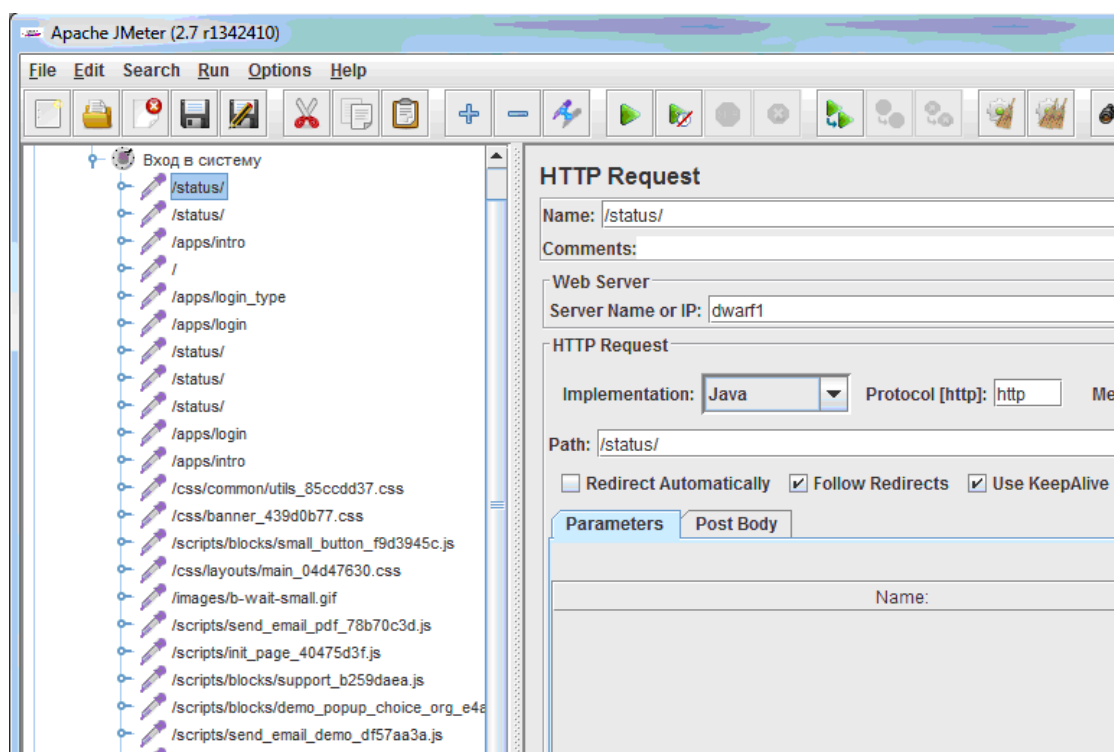 Apache JMeter (2.7 r1342410)
File Edit Search Run Options Help
Вход в систему
/status/
/status/
/apps/intro
/
/apps/login_type
/apps/login
/status/
/status/
/status/
/apps/login
/apps/intro
/css/common/utils_85ccdd37.css
/css/banner_439d0b77.css
/scripts/blocks/small_button_f9d3945c.js
/css/layouts/main_04d47630.css
/images/b-wait-small.gif
/scripts/send_email_pdf_78b70c3d.js
/scripts/init_page_40475d3f.js
/scripts/blocks/support_b259daea.js
/scripts/blocks/demo_popup_choice_org_e4a
/scripts/send_email_demo_df57aa3a.js
HTTP Request
Name: /status/
Comments:
Web Server
Server Name or IP: dwarf1
HTTP Request
Implementation: Java Protocol [http]: http Me
Path: /status/
Redirect Automatically Follow Redirects Use KeepAlive
Parameters Post Body
Name: